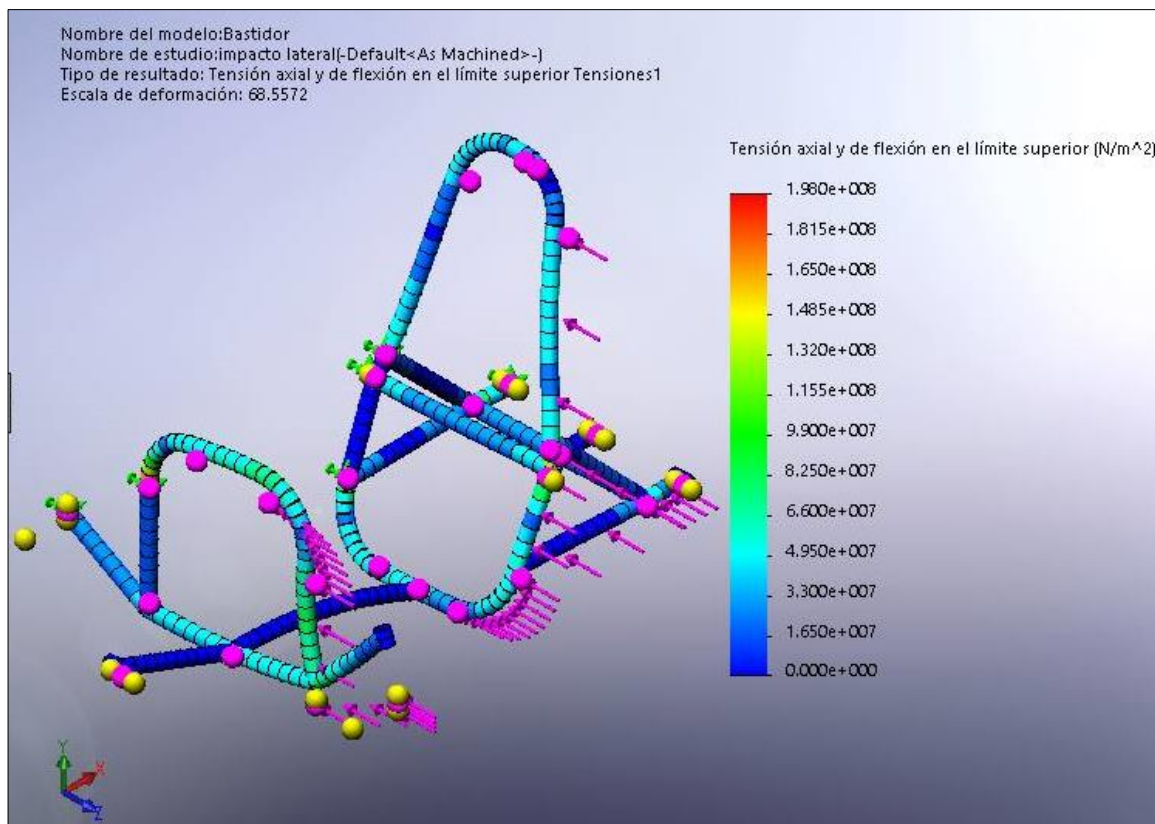 Nombre del modelo:Bastidor
Nombre de estudio:impacto lateral(-Default<As Machined>-)
Tipo de resultado: Tensión axial y de flexión en el límite superior Tensiones1
Escala de deformación: 68.5572
Tensión axial y de flexión en el límite superior (N/m^2)
1.980e+008
1.815e+008
1.650e+008
1.485e+008
1.320e+008
1.155e+008
9.900e+007
8.250e+007
6.600e+007
4.950e+007
3.300e+007
1.650e+007
0.000e+000
Y
X
Z